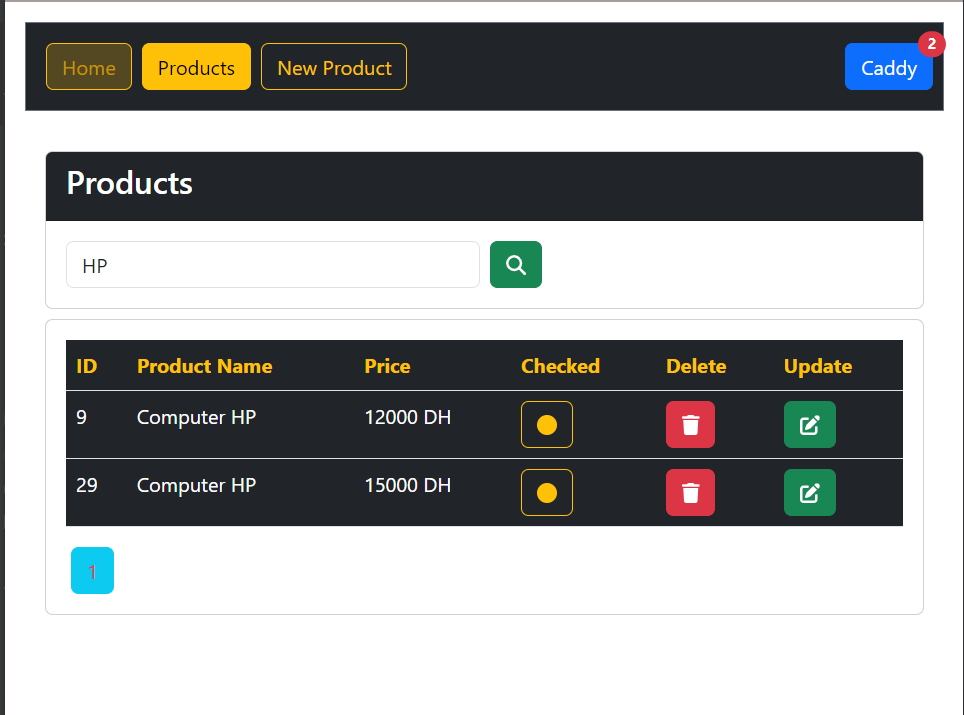 Home Products New Product Caddy 2
Products
HP
ID Product Name Price Checked Delete Update
9 Computer HP 12000 DH
29 Computer HP 15000 DH
1